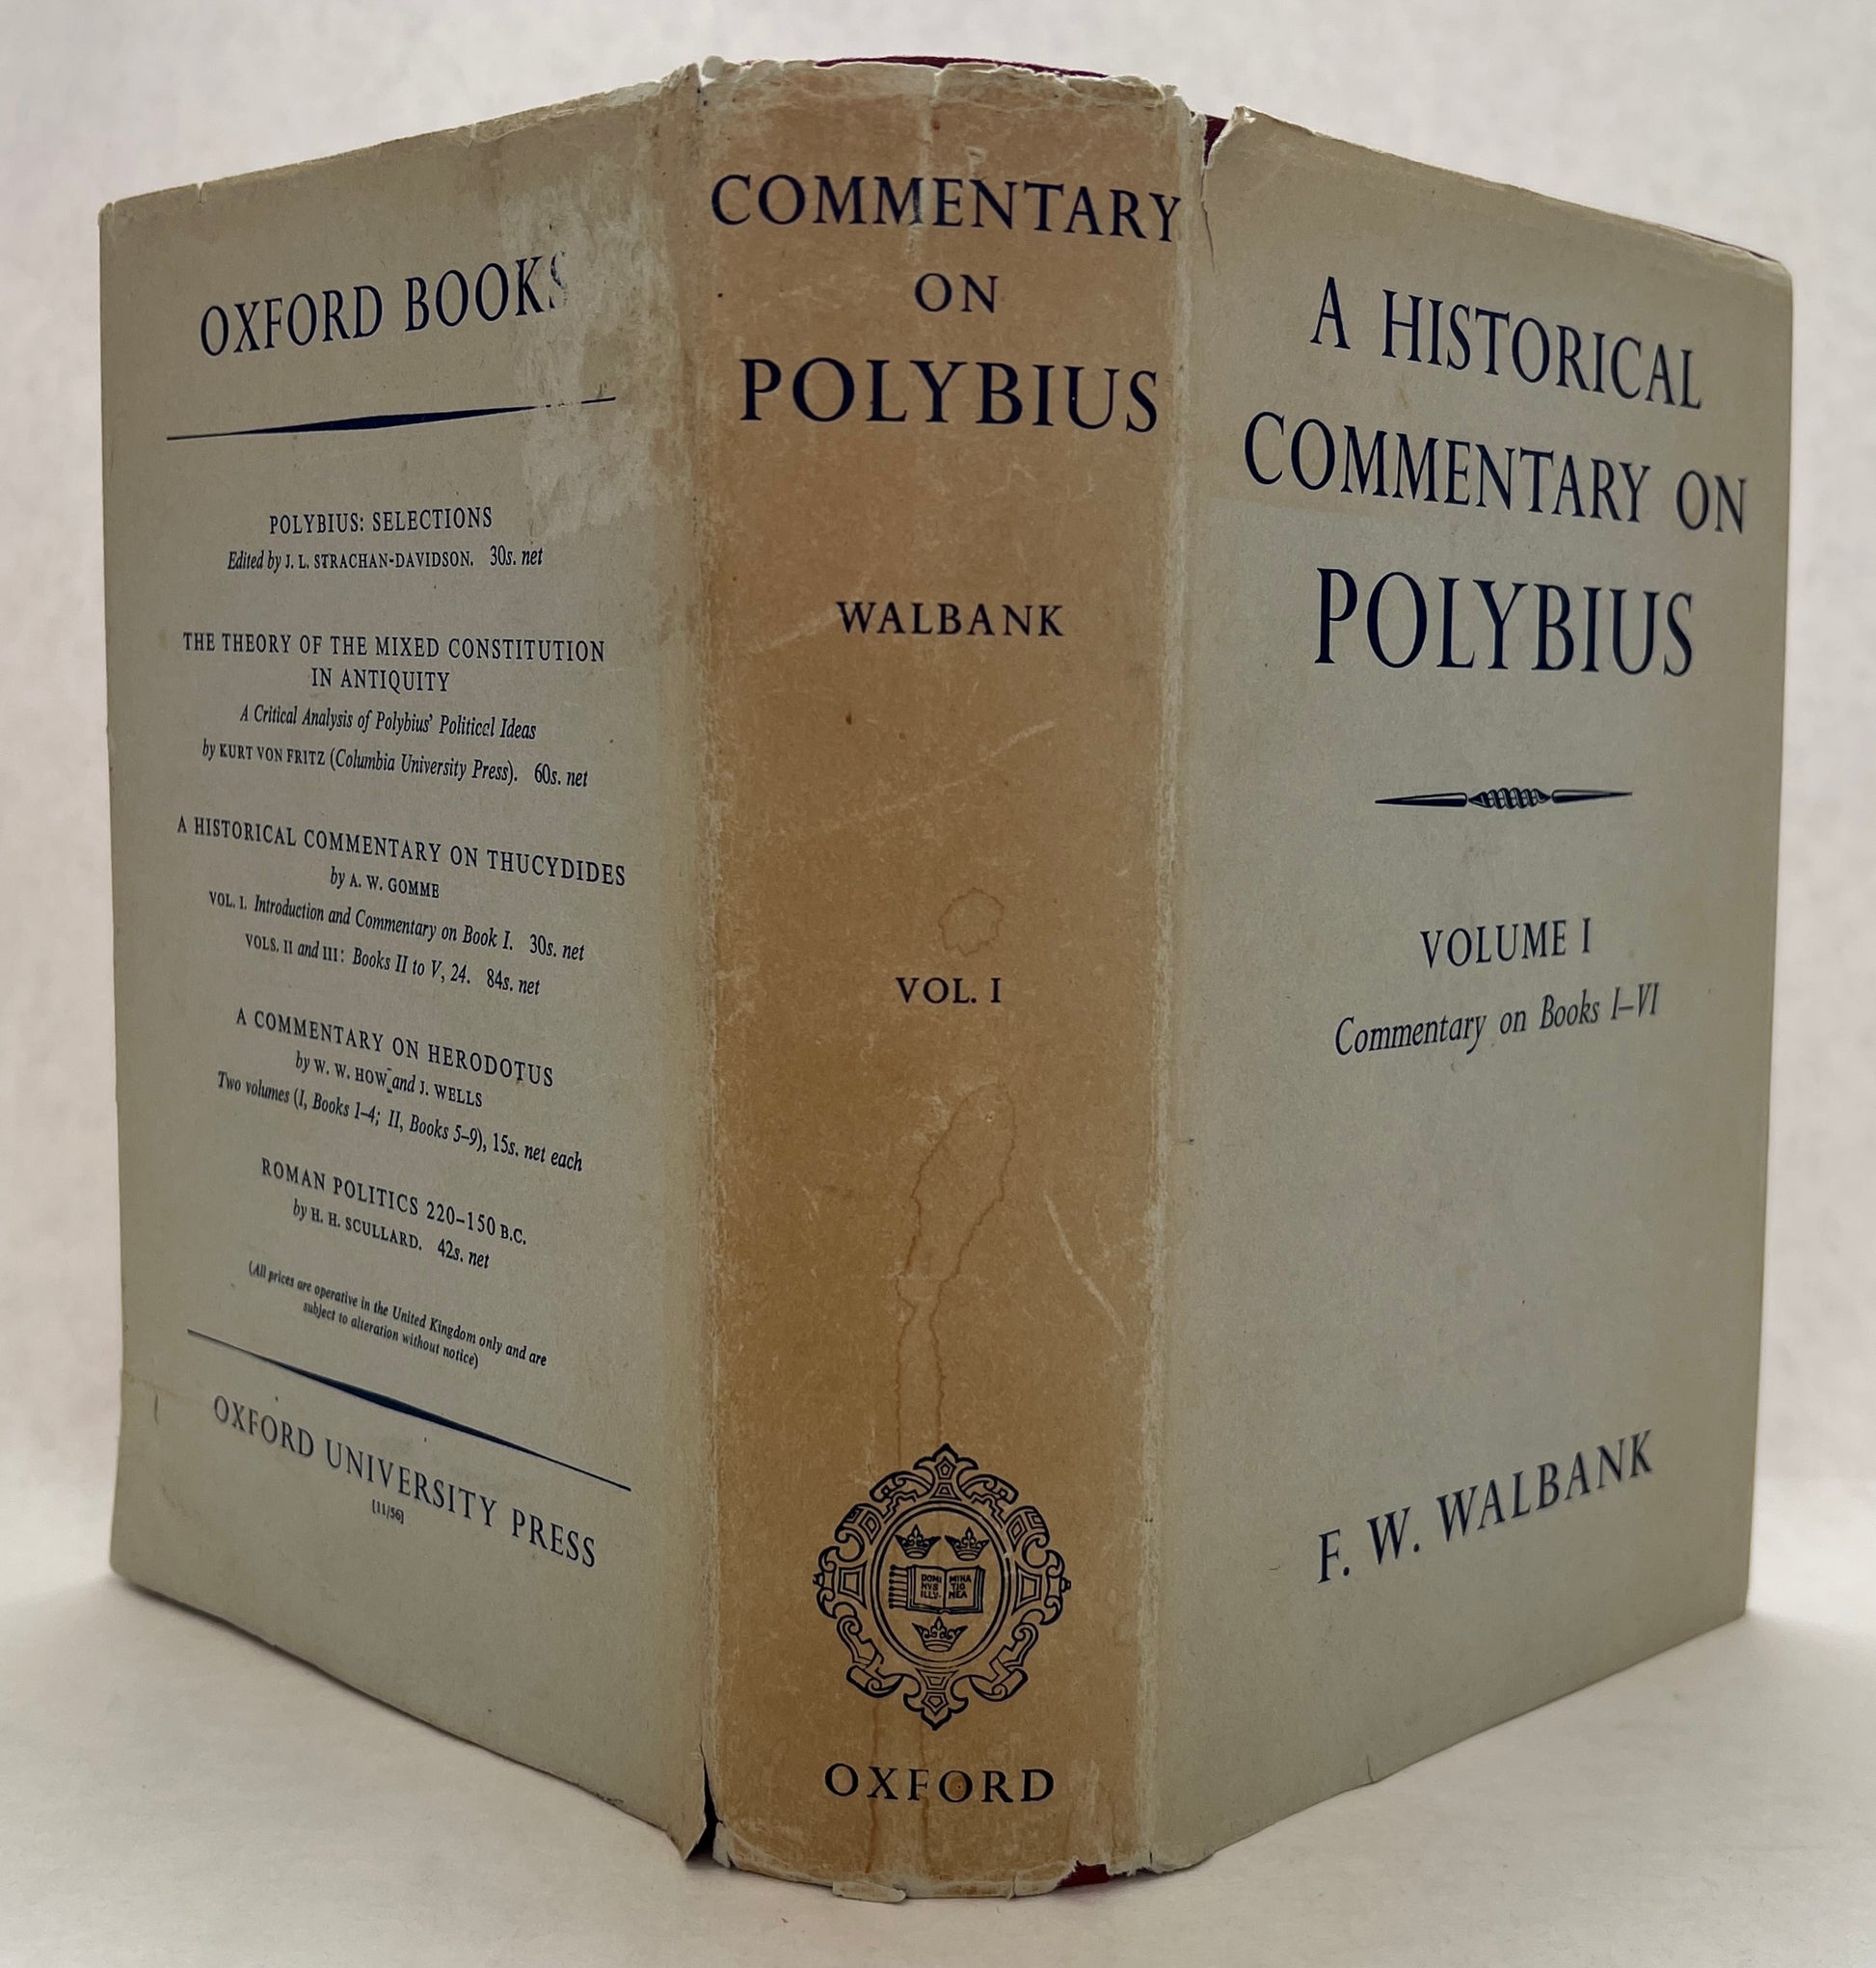 OXFORD BOOKS
POLYBIUS: SELECTIONS
Edited by J. L. STRACHAN-DAVIDSON. 30s. net
THE THEORY OF THE MIXED CONSTITUTION
IN ANTIQUITY
A Critical Analysis of Polybius' Political Ideas
by KURT VON FRITZ (Columbia University Press). 60s. net
A HISTORICAL COMMENTARY ON THUCYDIDES
by A. W. GOMME
VOL. I. Introduction and Commentary on Book I. 30s. net
VOLS. II and III: Books II to V, 24. 84s. net
A COMMENTARY ON HERODOTUS
by W. W. HOW and J. WELLS
Two volumes (I, Books 1–4; II, Books 5–9), 15s. net each
ROMAN POLITICS 220–150 B.C.
by H. H. SCULLARD. 42s. net
(All prices are operative in the United Kingdom only and are
subject to alteration without notice)
OXFORD UNIVERSITY PRESS
[11/56]
COMMENTARY
ON
POLYBIUS
WALBANK
VOL. I
DOMI MINA
NVS TIO
ILLV- MEA
OXFORD
A HISTORICAL
COMMENTARY ON
POLYBIUS
VOLUME I
Commentary on Books I–VI
F. W. WALBANK